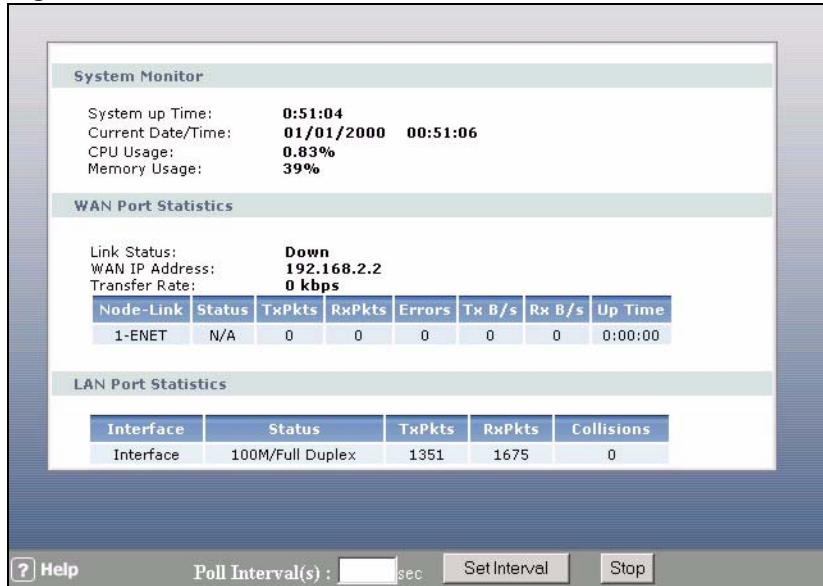 System Monitor
System up Time: 0:51:04
Current Date/Time: 01/01/2000 00:51:06
CPU Usage: 0.83%
Memory Usage: 39%
WAN Port Statistics
Link Status: Down
WAN IP Address: 192.168.2.2
Transfer Rate: 0 kbps
Node-Link Status TxPkts RxPkts Errors Tx B/s Rx B/s Up Time
1-ENET N/A 0 0 0 0 0 0:00:00
LAN Port Statistics
Interface Status TxPkts RxPkts Collisions
Interface 100M/Full Duplex 1351 1675 0
? Help Poll Interval(s) : sec Set Interval Stop